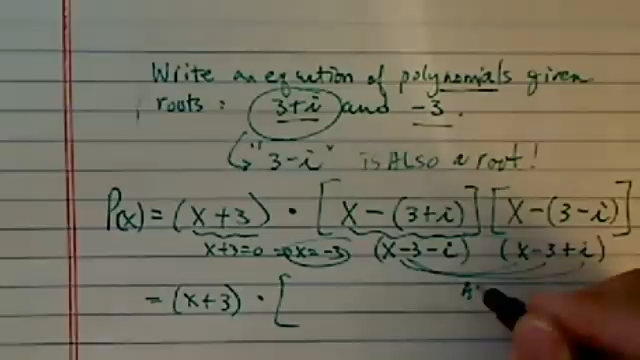 Write an equation of polynomials given
roots: 3+i and -3.
"3-i" is Also a root!
P(x) = (x+3) · [x-(3+i)][x-(3-i)]
x+3=0 ⇒ x=-3 (x-3-i) (x-3+i)
= (x+3) · [